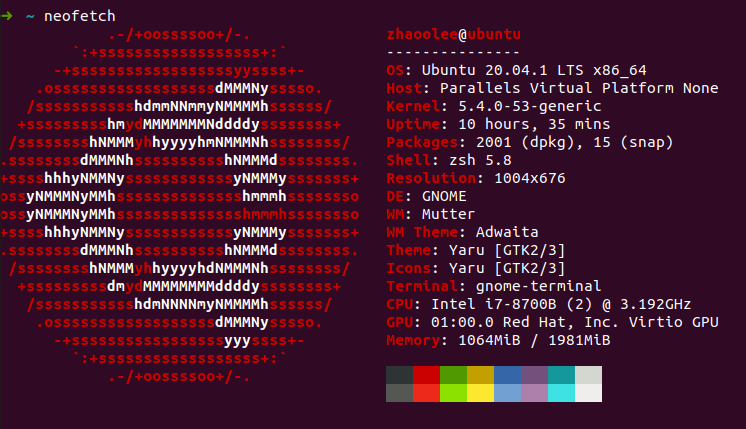 ➜ ~ neofetch
.-/+oossssoo+/-.
`:+ssssssssssssssssss+:`
-+ssssssssssssssssssyyssss+-
.ossssssssssssssssssdMMMNysssso.
/ssssssssssshdmmNNmmyNMMMMhssssss/
+ssssssssshmydMMMMMMMNddddyssssssss+
/sssssssshNMMMyhhyyyyhmNMMMNhssssssss/
.ssssssssdMMMNhsssssssssshNMMMdssssssss.
+sssshhhyNMMNyssssssssssssyNMMMysssssss+
ossyNMMMNyMMhsssssssssssssshmmmhssssssso
ossyNMMMNyMMhsssssssssssssshmmmhssssssso
+sssshhhyNMMNyssssssssssssyNMMMysssssss+
.ssssssssdMMMNhsssssssssshNMMMdssssssss.
/sssssssshNMMMyhhyyyyhdNMMMNhssssssss/
+sssssssssdmydMMMMMMMMddddyssssssss+
/ssssssssssshdmNNNNmyNMMMMhssssss/
.ossssssssssssssssssdMMMNysssso.
-+sssssssssssssssssyyyssss+-
`:+ssssssssssssssssss+:`
.-/+oossssoo+/-.
zhaoolee@ubuntu
---------------
OS: Ubuntu 20.04.1 LTS x86_64
Host: Parallels Virtual Platform None
Kernel: 5.4.0-53-generic
Uptime: 10 hours, 35 mins
Packages: 2001 (dpkg), 15 (snap)
Shell: zsh 5.8
Resolution: 1004x676
DE: GNOME
WM: Mutter
WM Theme: Adwaita
Theme: Yaru [GTK2/3]
Icons: Yaru [GTK2/3]
Terminal: gnome-terminal
CPU: Intel i7-8700B (2) @ 3.192GHz
GPU: 01:00.0 Red Hat, Inc. Virtio GPU
Memory: 1064MiB / 1981MiB